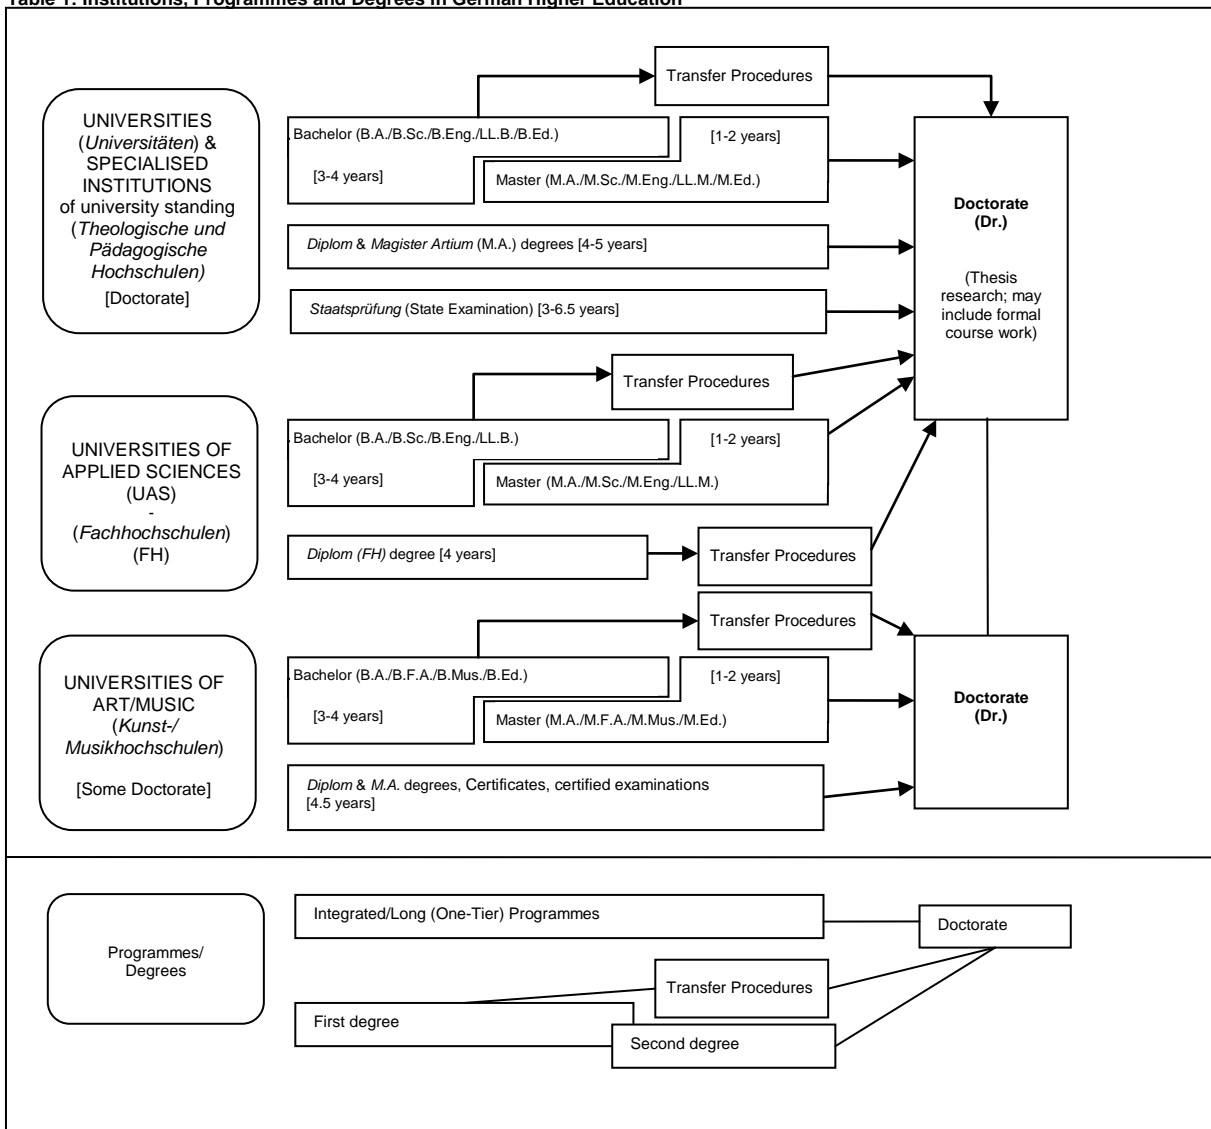 Table 1: Institutions, Programmes and Degrees in German Higher Education
Transfer Procedures
UNIVERSITIES
(Universitäten) &
SPECIALISED
INSTITUTIONS
of university standing
(Theologische und
Pädagogische
Hochschulen)
[Doctorate]
Bachelor (B.A./B.Sc./B.Eng./LL.B./B.Ed.)
[3-4 years]
[1-2 years]
Master (M.A./M.Sc./M.Eng./LL.M./M.Ed.)
Diplom & Magister Artium (M.A.) degrees [4-5 years]
Staatsprüfung (State Examination) [3-6.5 years]
Doctorate
(Dr.)
(Thesis
research; may
include formal
course work)
Transfer Procedures
UNIVERSITIES OF
APPLIED SCIENCES
(UAS)
-
(Fachhochschulen)
(FH)
Bachelor (B.A./B.Sc./B.Eng./LL.B.)
[3-4 years]
[1-2 years]
Master (M.A./M.Sc./M.Eng./LL.M.)
Diplom (FH) degree [4 years]
Transfer Procedures
Transfer Procedures
UNIVERSITIES OF
ART/MUSIC
(Kunst-/
Musikhochschulen)
[Some Doctorate]
Bachelor (B.A./B.F.A./B.Mus./B.Ed.)
[3-4 years]
[1-2 years]
Master (M.A./M.F.A./M.Mus./M.Ed.)
Diplom & M.A. degrees, Certificates, certified examinations
[4.5 years]
Doctorate
(Dr.)
Programmes/
Degrees
Integrated/Long (One-Tier) Programmes
Doctorate
Transfer Procedures
First degree
Second degree